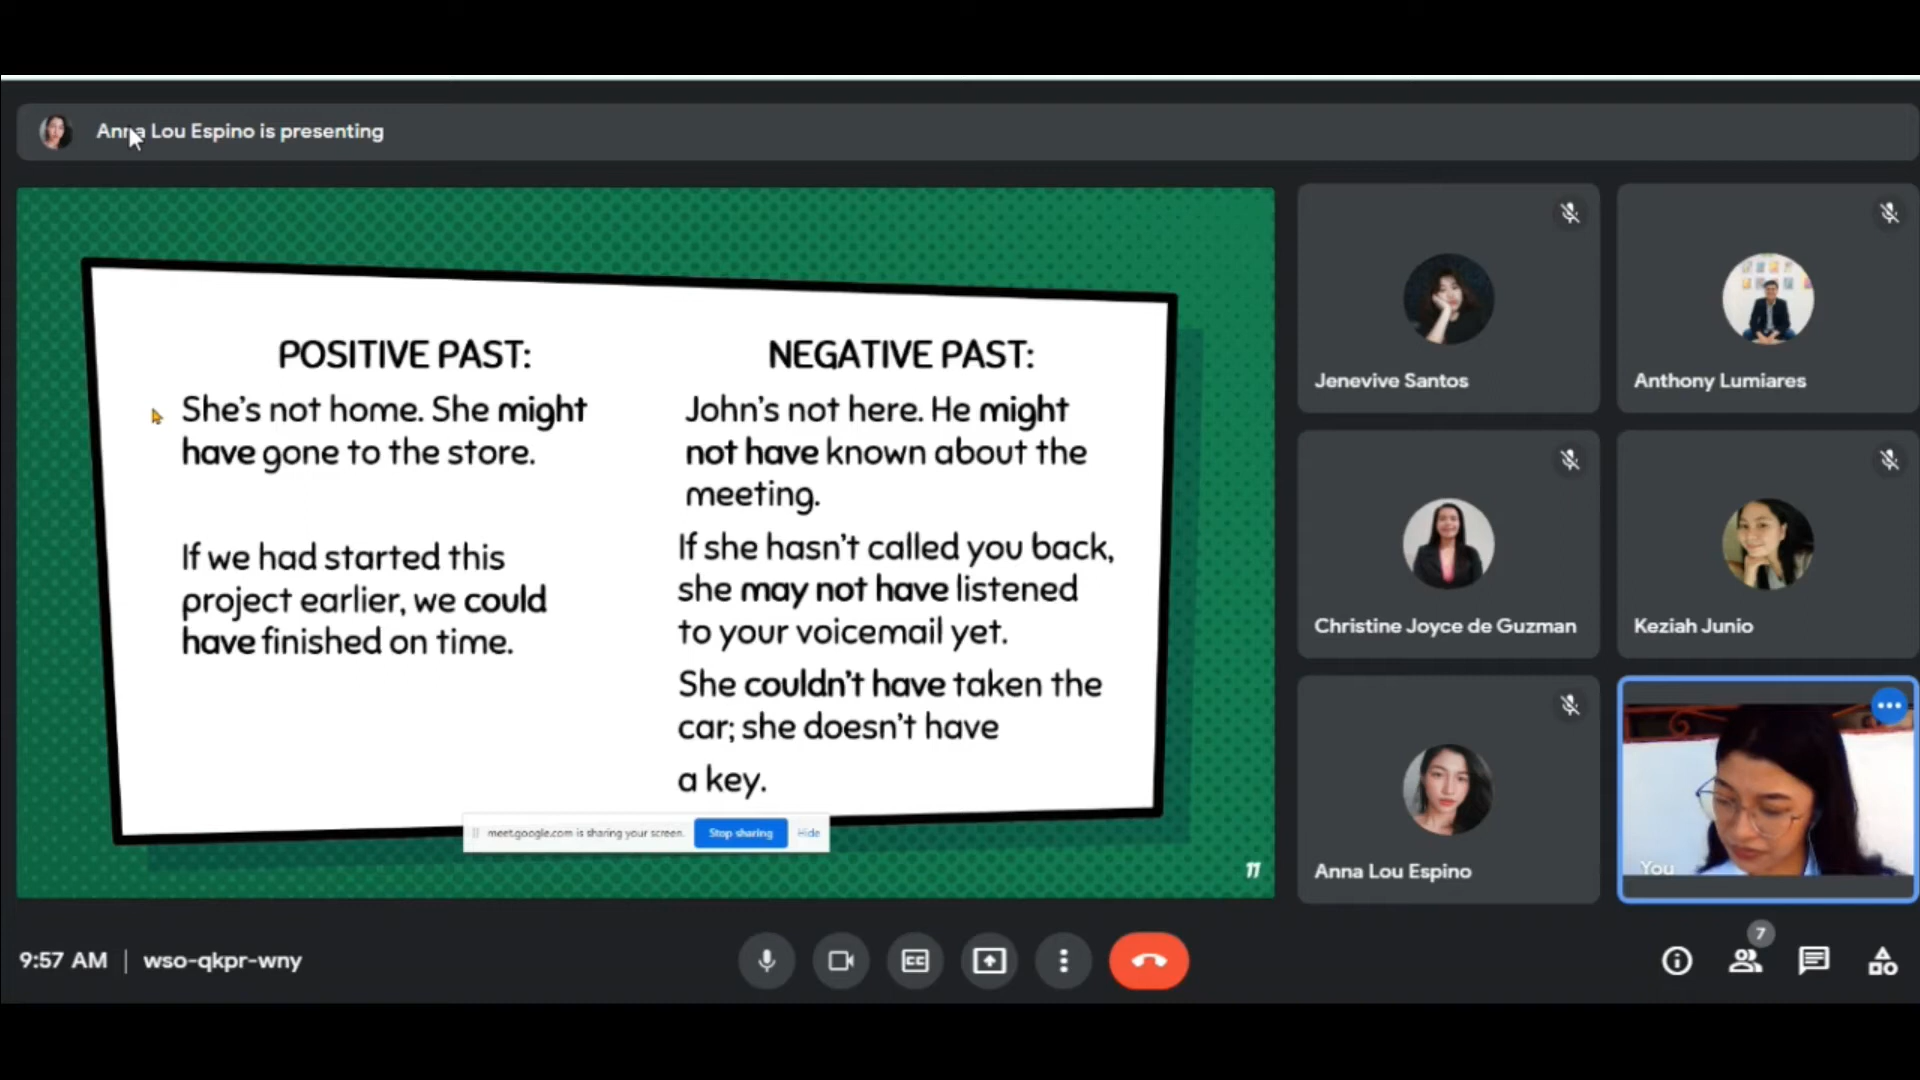 Anna Lou Espino is presenting
POSITIVE PAST:
She's not home. She might
have gone to the store.
If we had started this
project earlier, we could
have finished on time.
NEGATIVE PAST:
John's not here. He might
not have known about the
meeting.
If she hasn't called you back,
she may not have listened
to your voicemail yet.
She couldn't have taken the
car; she doesn't have
a key.
meet.google.com is sharing your screen.
Stop sharing
Hide
11
Jenevive Santos
Anthony Lumiares
Christine Joyce de Guzman
Keziah Junio
Anna Lou Espino
You
9:57 AM | wso-qkpr-wny
CC
7